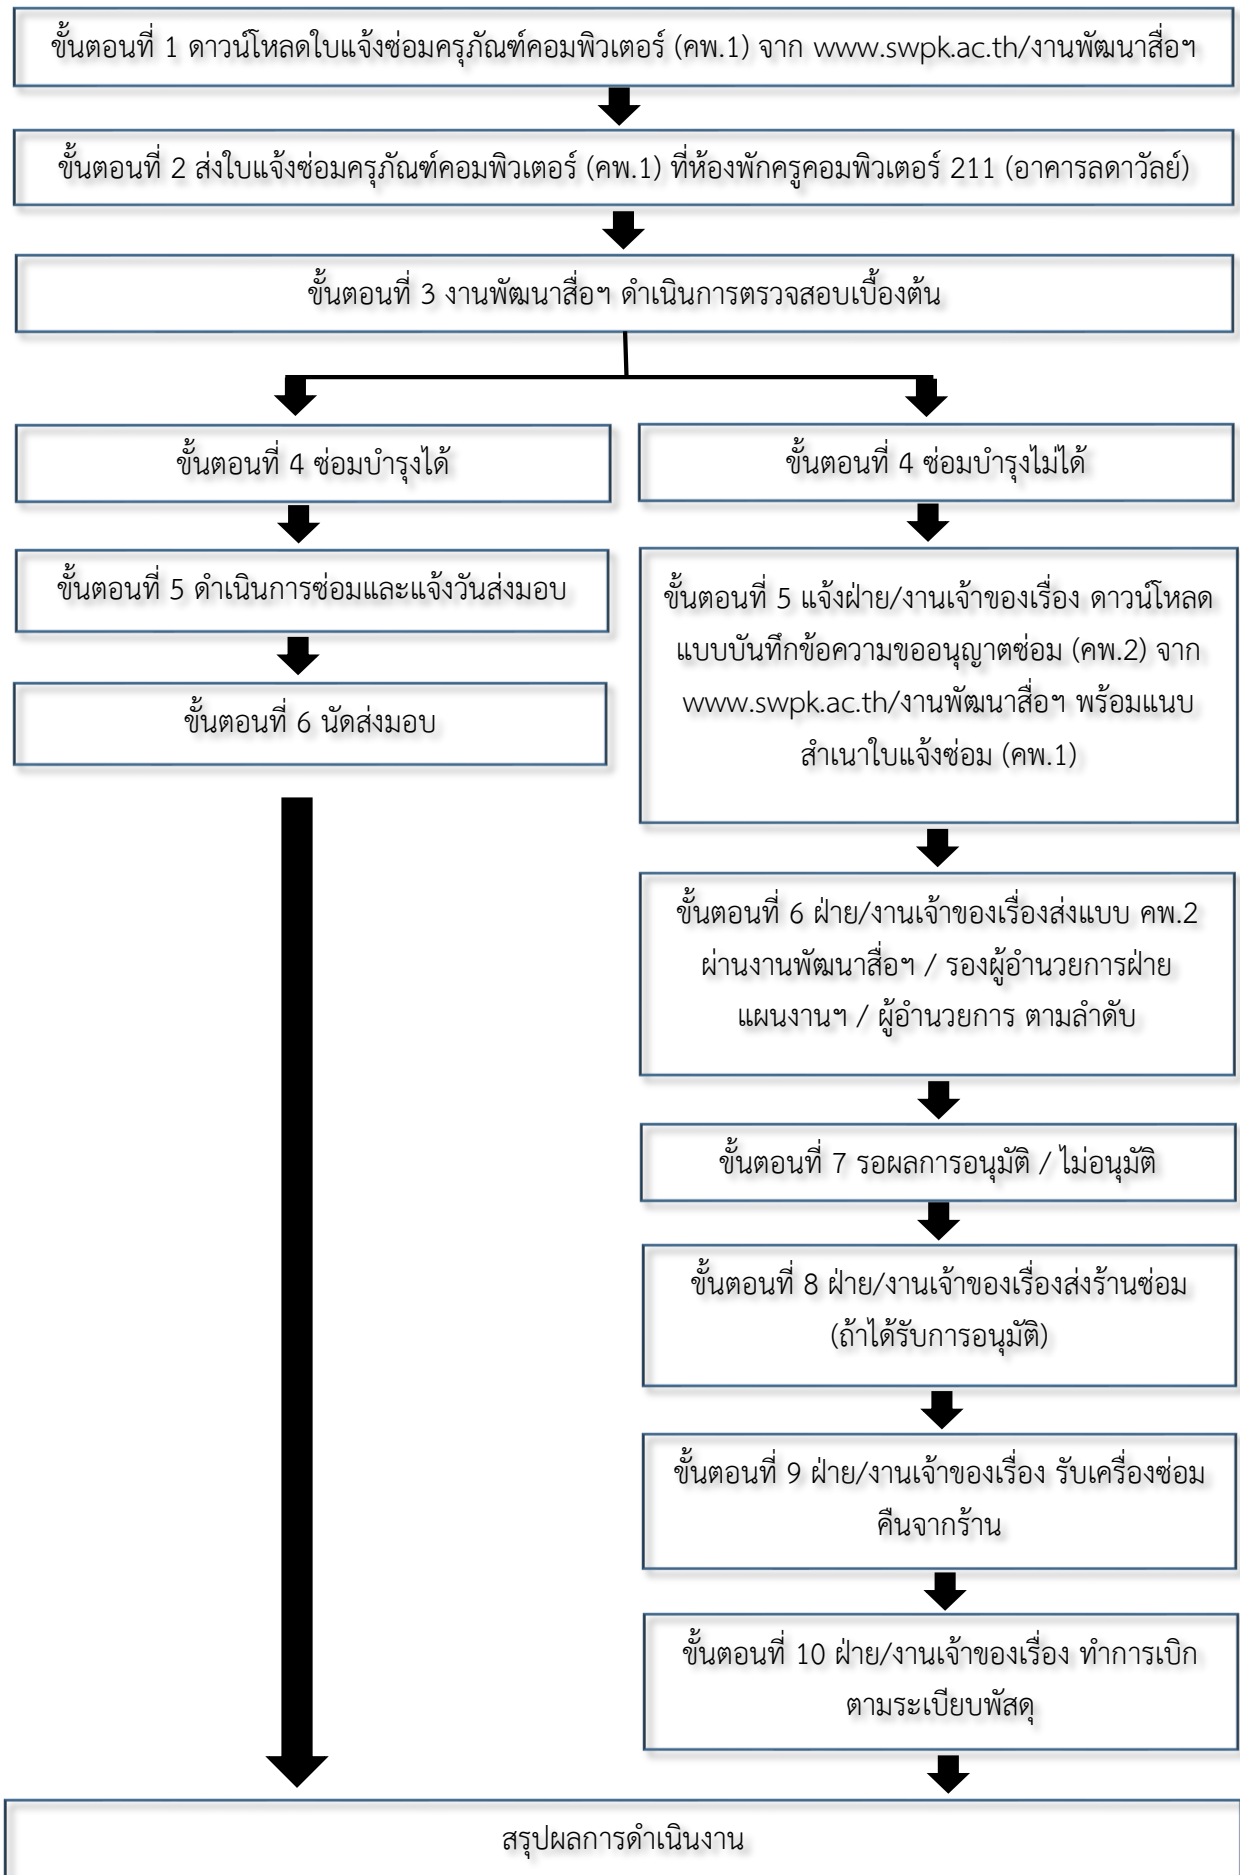 ขั้นตอนที่ 1 ดาวน์โหลดใบแจ้งซ่อมครุภัณฑ์คอมพิวเตอร์ (คพ.1) จาก www.swpk.ac.th/งานพัฒนาสื่อฯ
ขั้นตอนที่ 2 ส่งใบแจ้งซ่อมครุภัณฑ์คอมพิวเตอร์ (คพ.1) ที่ห้องพักครูคอมพิวเตอร์ 211 (อาคารลดาวัลย์)
ขั้นตอนที่ 3 งานพัฒนาสื่อฯ ดำเนินการตรวจสอบเบื้องต้น
ขั้นตอนที่ 4 ซ่อมบำรุงได้
ขั้นตอนที่ 5 ดำเนินการซ่อมและแจ้งวันส่งมอบ
ขั้นตอนที่ 6 นัดส่งมอบ
ขั้นตอนที่ 4 ซ่อมบำรุงไม่ได้
ขั้นตอนที่ 5 แจ้งฝ่าย/งานเจ้าของเรื่อง ดาวน์โหลด
แบบบันทึกข้อความขออนุญาตซ่อม (คพ.2) จาก
www.swpk.ac.th/งานพัฒนาสื่อฯ พร้อมแนบ
สำเนาใบแจ้งซ่อม (คพ.1)
ขั้นตอนที่ 6 ฝ่าย/งานเจ้าของเรื่องส่งแบบ คพ.2
ผ่านงานพัฒนาสื่อฯ / รองผู้อำนวยการฝ่าย
แผนงานฯ / ผู้อำนวยการ ตามลำดับ
ขั้นตอนที่ 7 รอผลการอนุมัติ / ไม่อนุมัติ
ขั้นตอนที่ 8 ฝ่าย/งานเจ้าของเรื่องส่งร้านซ่อม
(ถ้าได้รับการอนุมัติ)
ขั้นตอนที่ 9 ฝ่าย/งานเจ้าของเรื่อง รับเครื่องซ่อม
คืนจากร้าน
ขั้นตอนที่ 10 ฝ่าย/งานเจ้าของเรื่อง ทำการเบิก
ตามระเบียบพัสดุ
สรุปผลการดำเนินงาน